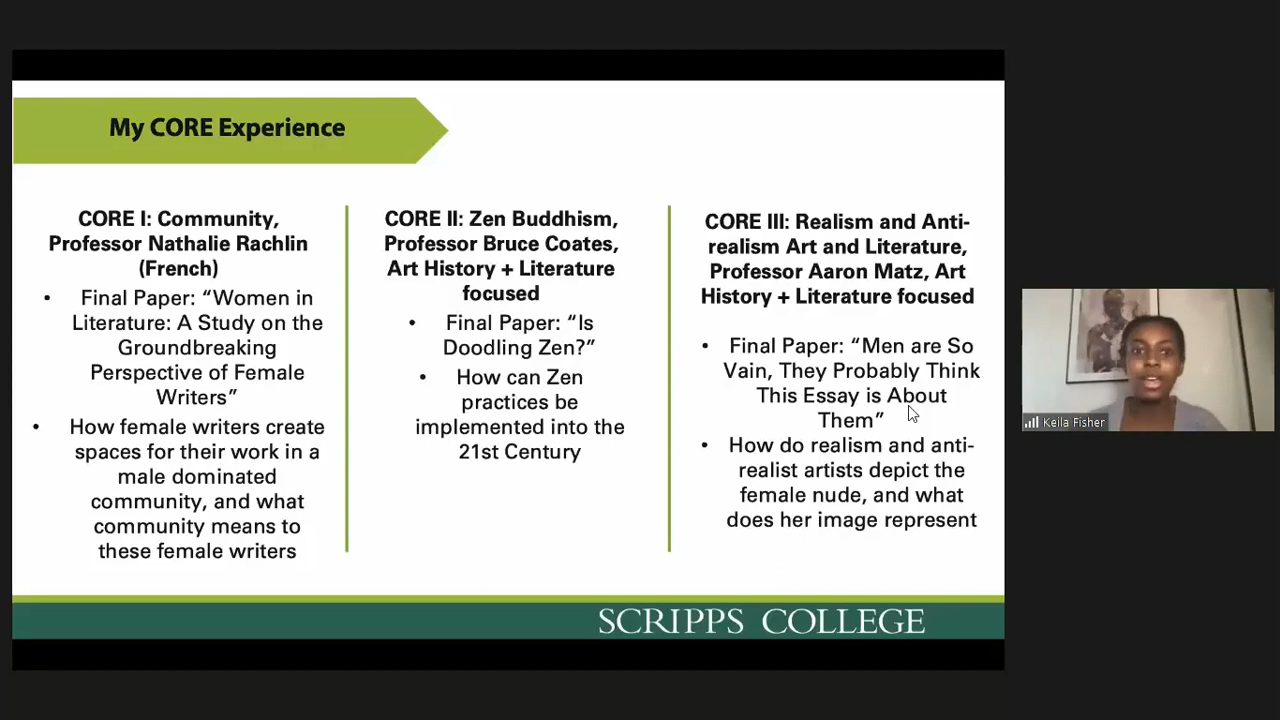 My CORE Experience
CORE I: Community,
Professor Nathalie Rachlin
(French)
• Final Paper: “Women in
Literature: A Study on the
Groundbreaking
Perspective of Female
Writers”
• How female writers create
spaces for their work in a
male dominated
community, and what
community means to
these female writers
CORE II: Zen Buddhism,
Professor Bruce Coates,
Art History + Literature
focused
• Final Paper: “Is
Doodling Zen?”
• How can Zen
practices be
implemented into the
21st Century
CORE III: Realism and Anti-
realism Art and Literature,
Professor Aaron Matz, Art
History + Literature focused
• Final Paper: “Men are So
Vain, They Probably Think
This Essay is About
Them”
• How do realism and anti-
realist artists depict the
female nude, and what
does her image represent
SCRIPPS COLLEGE
Keila Fisher